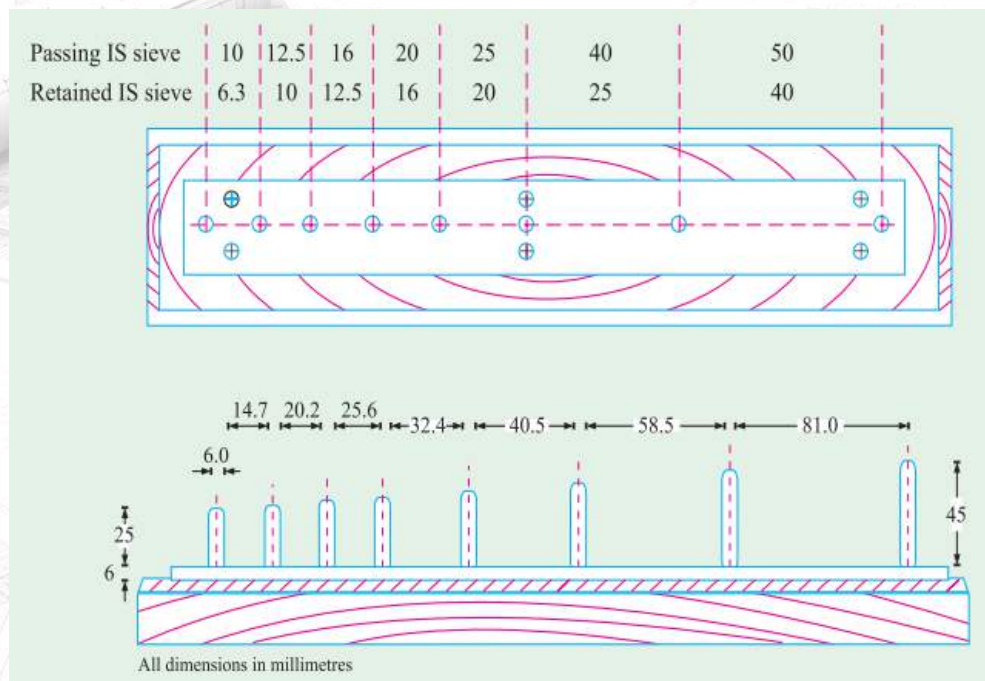 Passing IS sieve 10 12.5 16 20 25 40 50
Retained IS sieve 6.3 10 12.5 16 20 25 40
14.7 20.2 25.6 32.4 40.5 58.5 81.0
6.0
25
45
6
All dimensions in millimetres